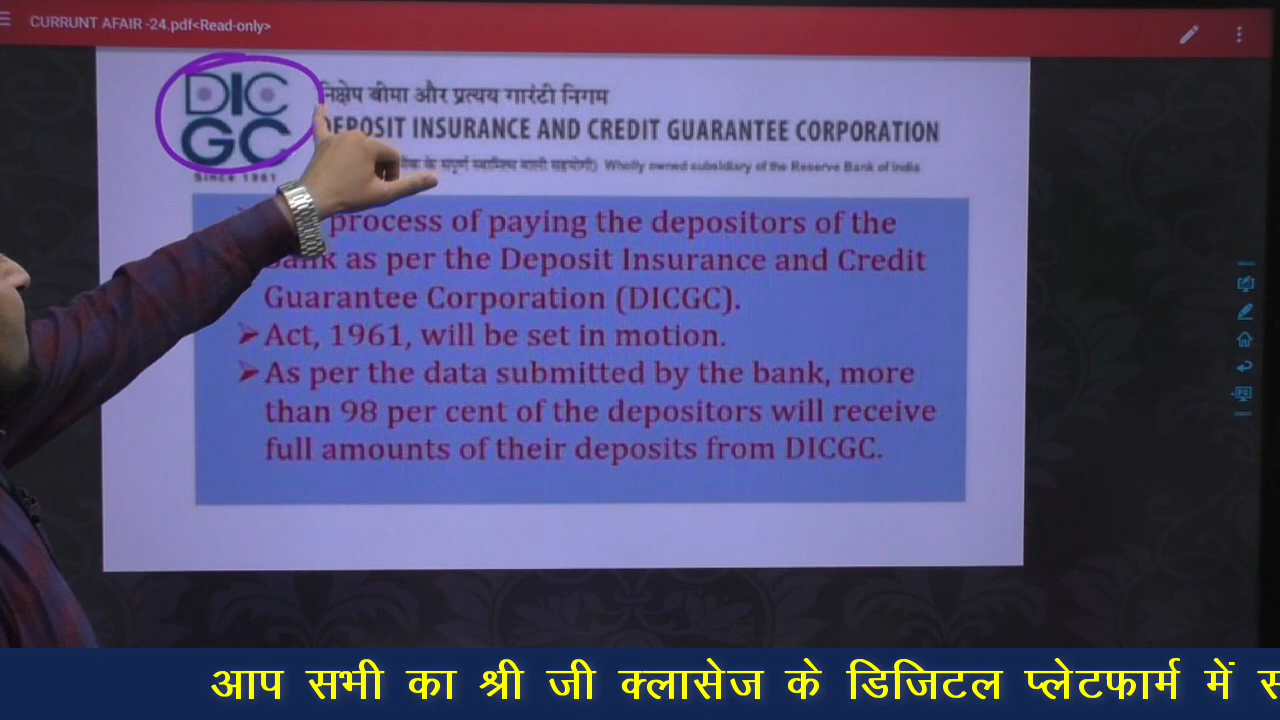 CURRUNT AFAIR -24.pdf<Read-only>
DIC
GC
निक्षेप बीमा और प्रत्यय गारंटी निगम
DEPOSIT INSURANCE AND CREDIT GUARANTEE CORPORATION
के संपूर्ण स्वामित्व वाली सहयोगी) Wholly owned subsidiary of the Reserve Bank of India
Since 1961
process of paying the depositors of the
bank as per the Deposit Insurance and Credit
Guarantee Corporation (DICGC).
➤Act, 1961, will be set in motion.
➤As per the data submitted by the bank, more
than 98 per cent of the depositors will receive
full amounts of their deposits from DICGC.
आप सभी का श्री जी क्लासेज के डिजिटल प्लेटफार्म में